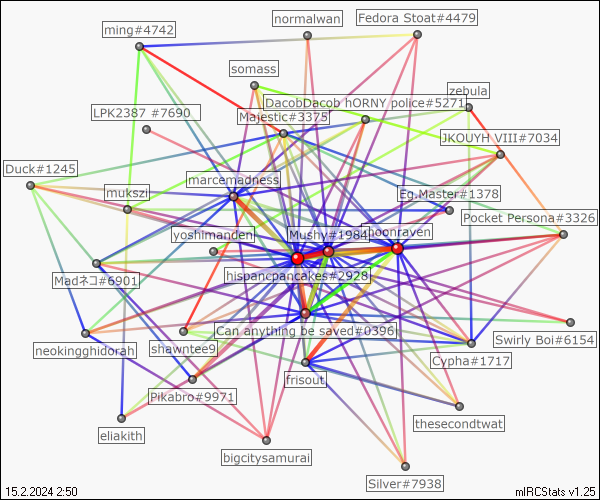 normalwan
Fedora Stoat#4479
ming#4742
somass
zebula
DacobDacob hORNY police#5271
LPK2387 #7690
Majestic#3375
JKOUYH VIII#7034
Duck#1245
marcemadness
mukszi
Eg.Master#1378
Pocket Persona#3326
yoshimanden
Mushy#1984
moonraven
Madネコ#6901
hispancpancakes#2928
Can anything be saved#0396
Swirly Boi#6154
neokingghidorah
shawntee9
Cypha#1717
frisout
Pikabro#9971
thesecondtwat
eliakith
bigcitysamurai
Silver#7938
15.2.2024 2:50
mIRCStats v1.25